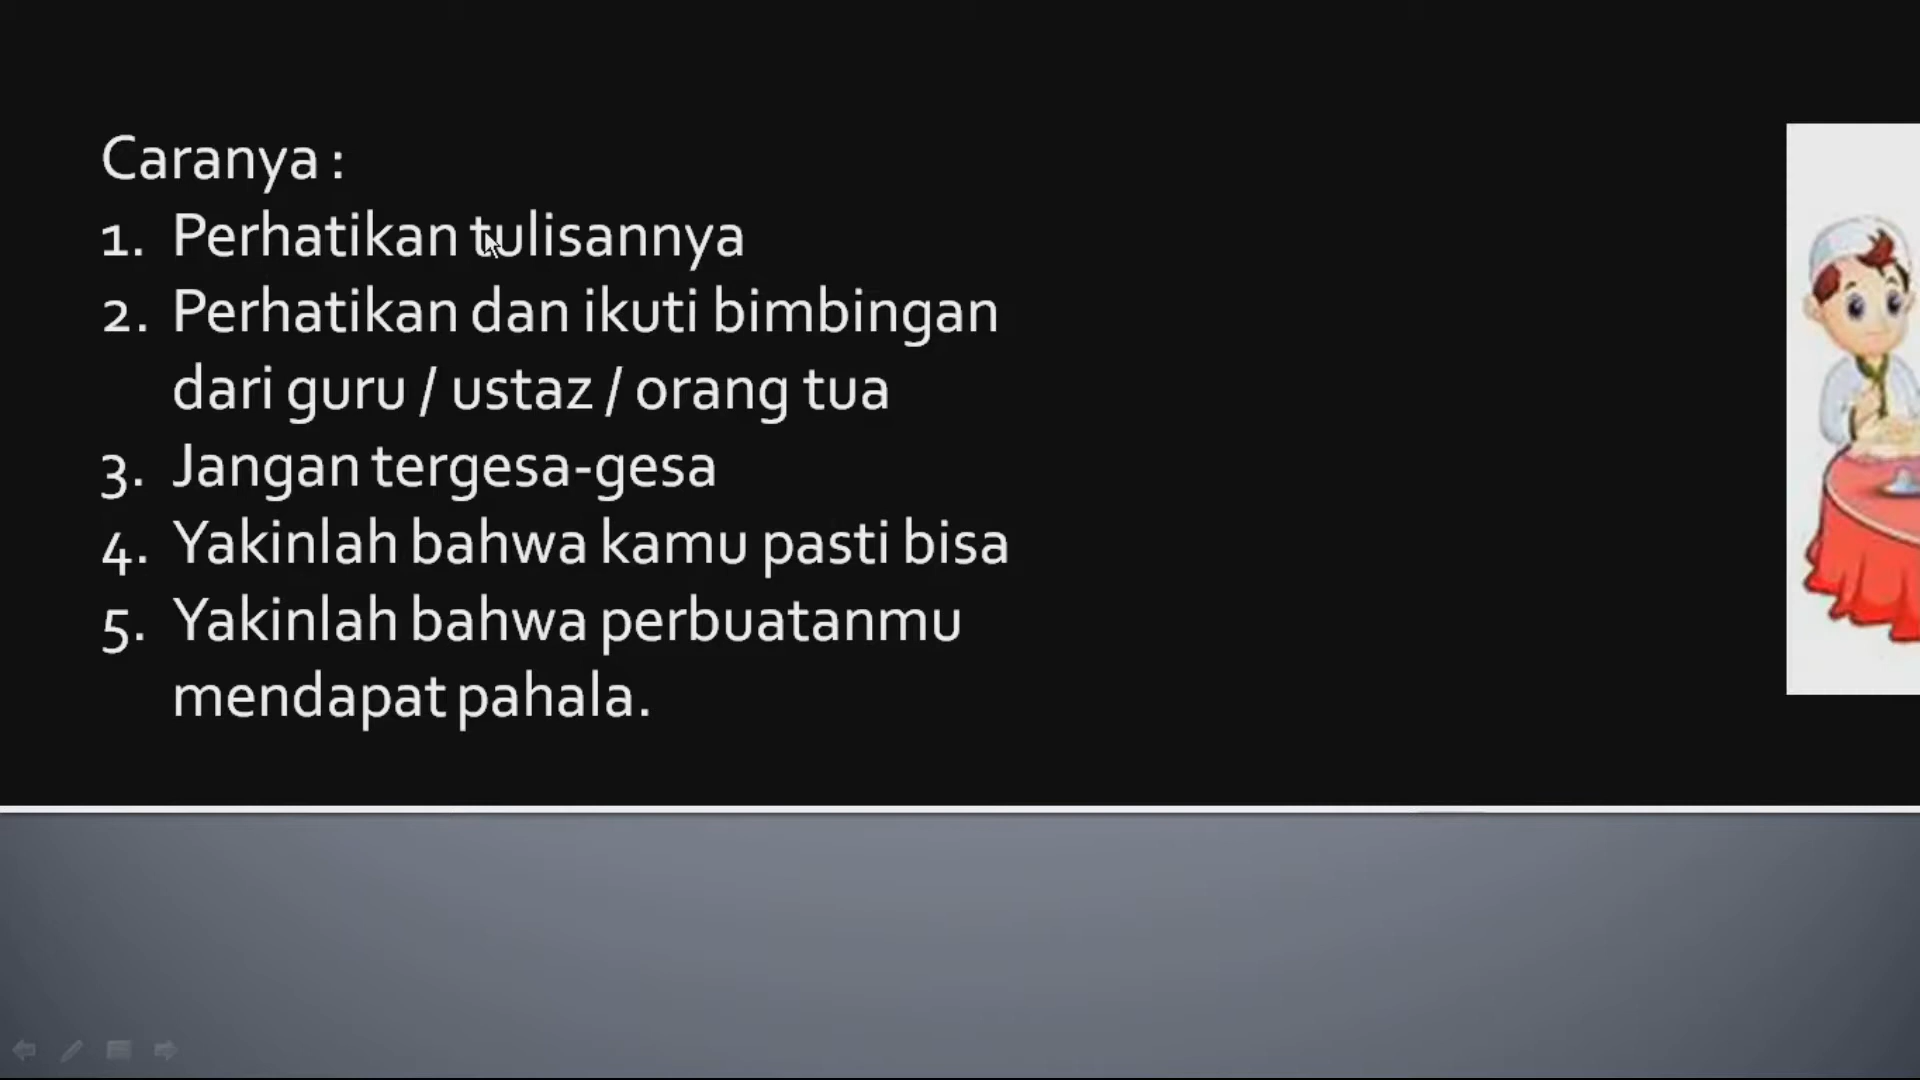 Caranya :
1. Perhatikan tulisannya
2. Perhatikan dan ikuti bimbingan
dari guru / ustaz / orang tua
3. Jangan tergesa-gesa
4. Yakinlah bahwa kamu pasti bisa
5. Yakinlah bahwa perbuatanmu
mendapat pahala.